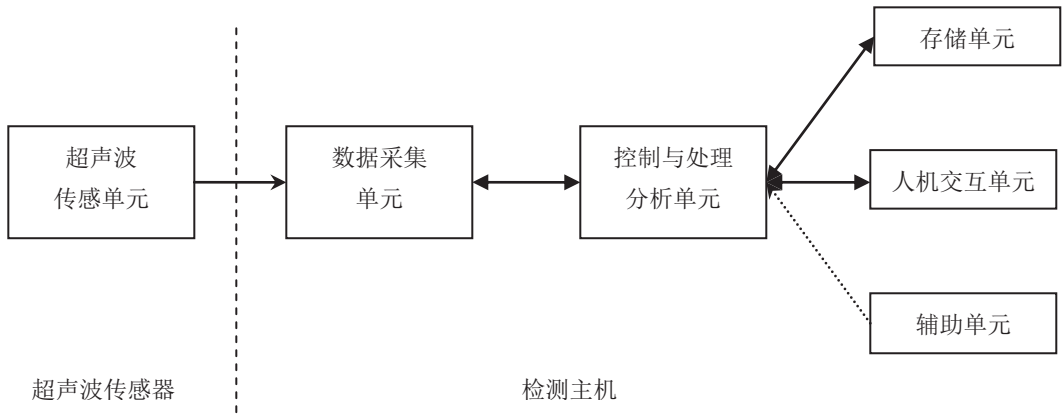 存储单元
超声波
传感单元
数据采集
单元
控制与处理
分析单元
人机交互单元
辅助单元
超声波传感器
检测主机